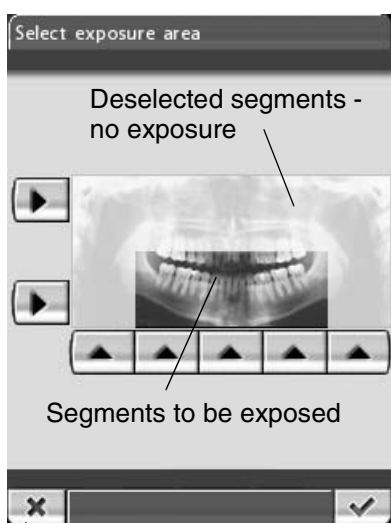 Select exposure area
Deselected segments -
no exposure
Segments to be exposed